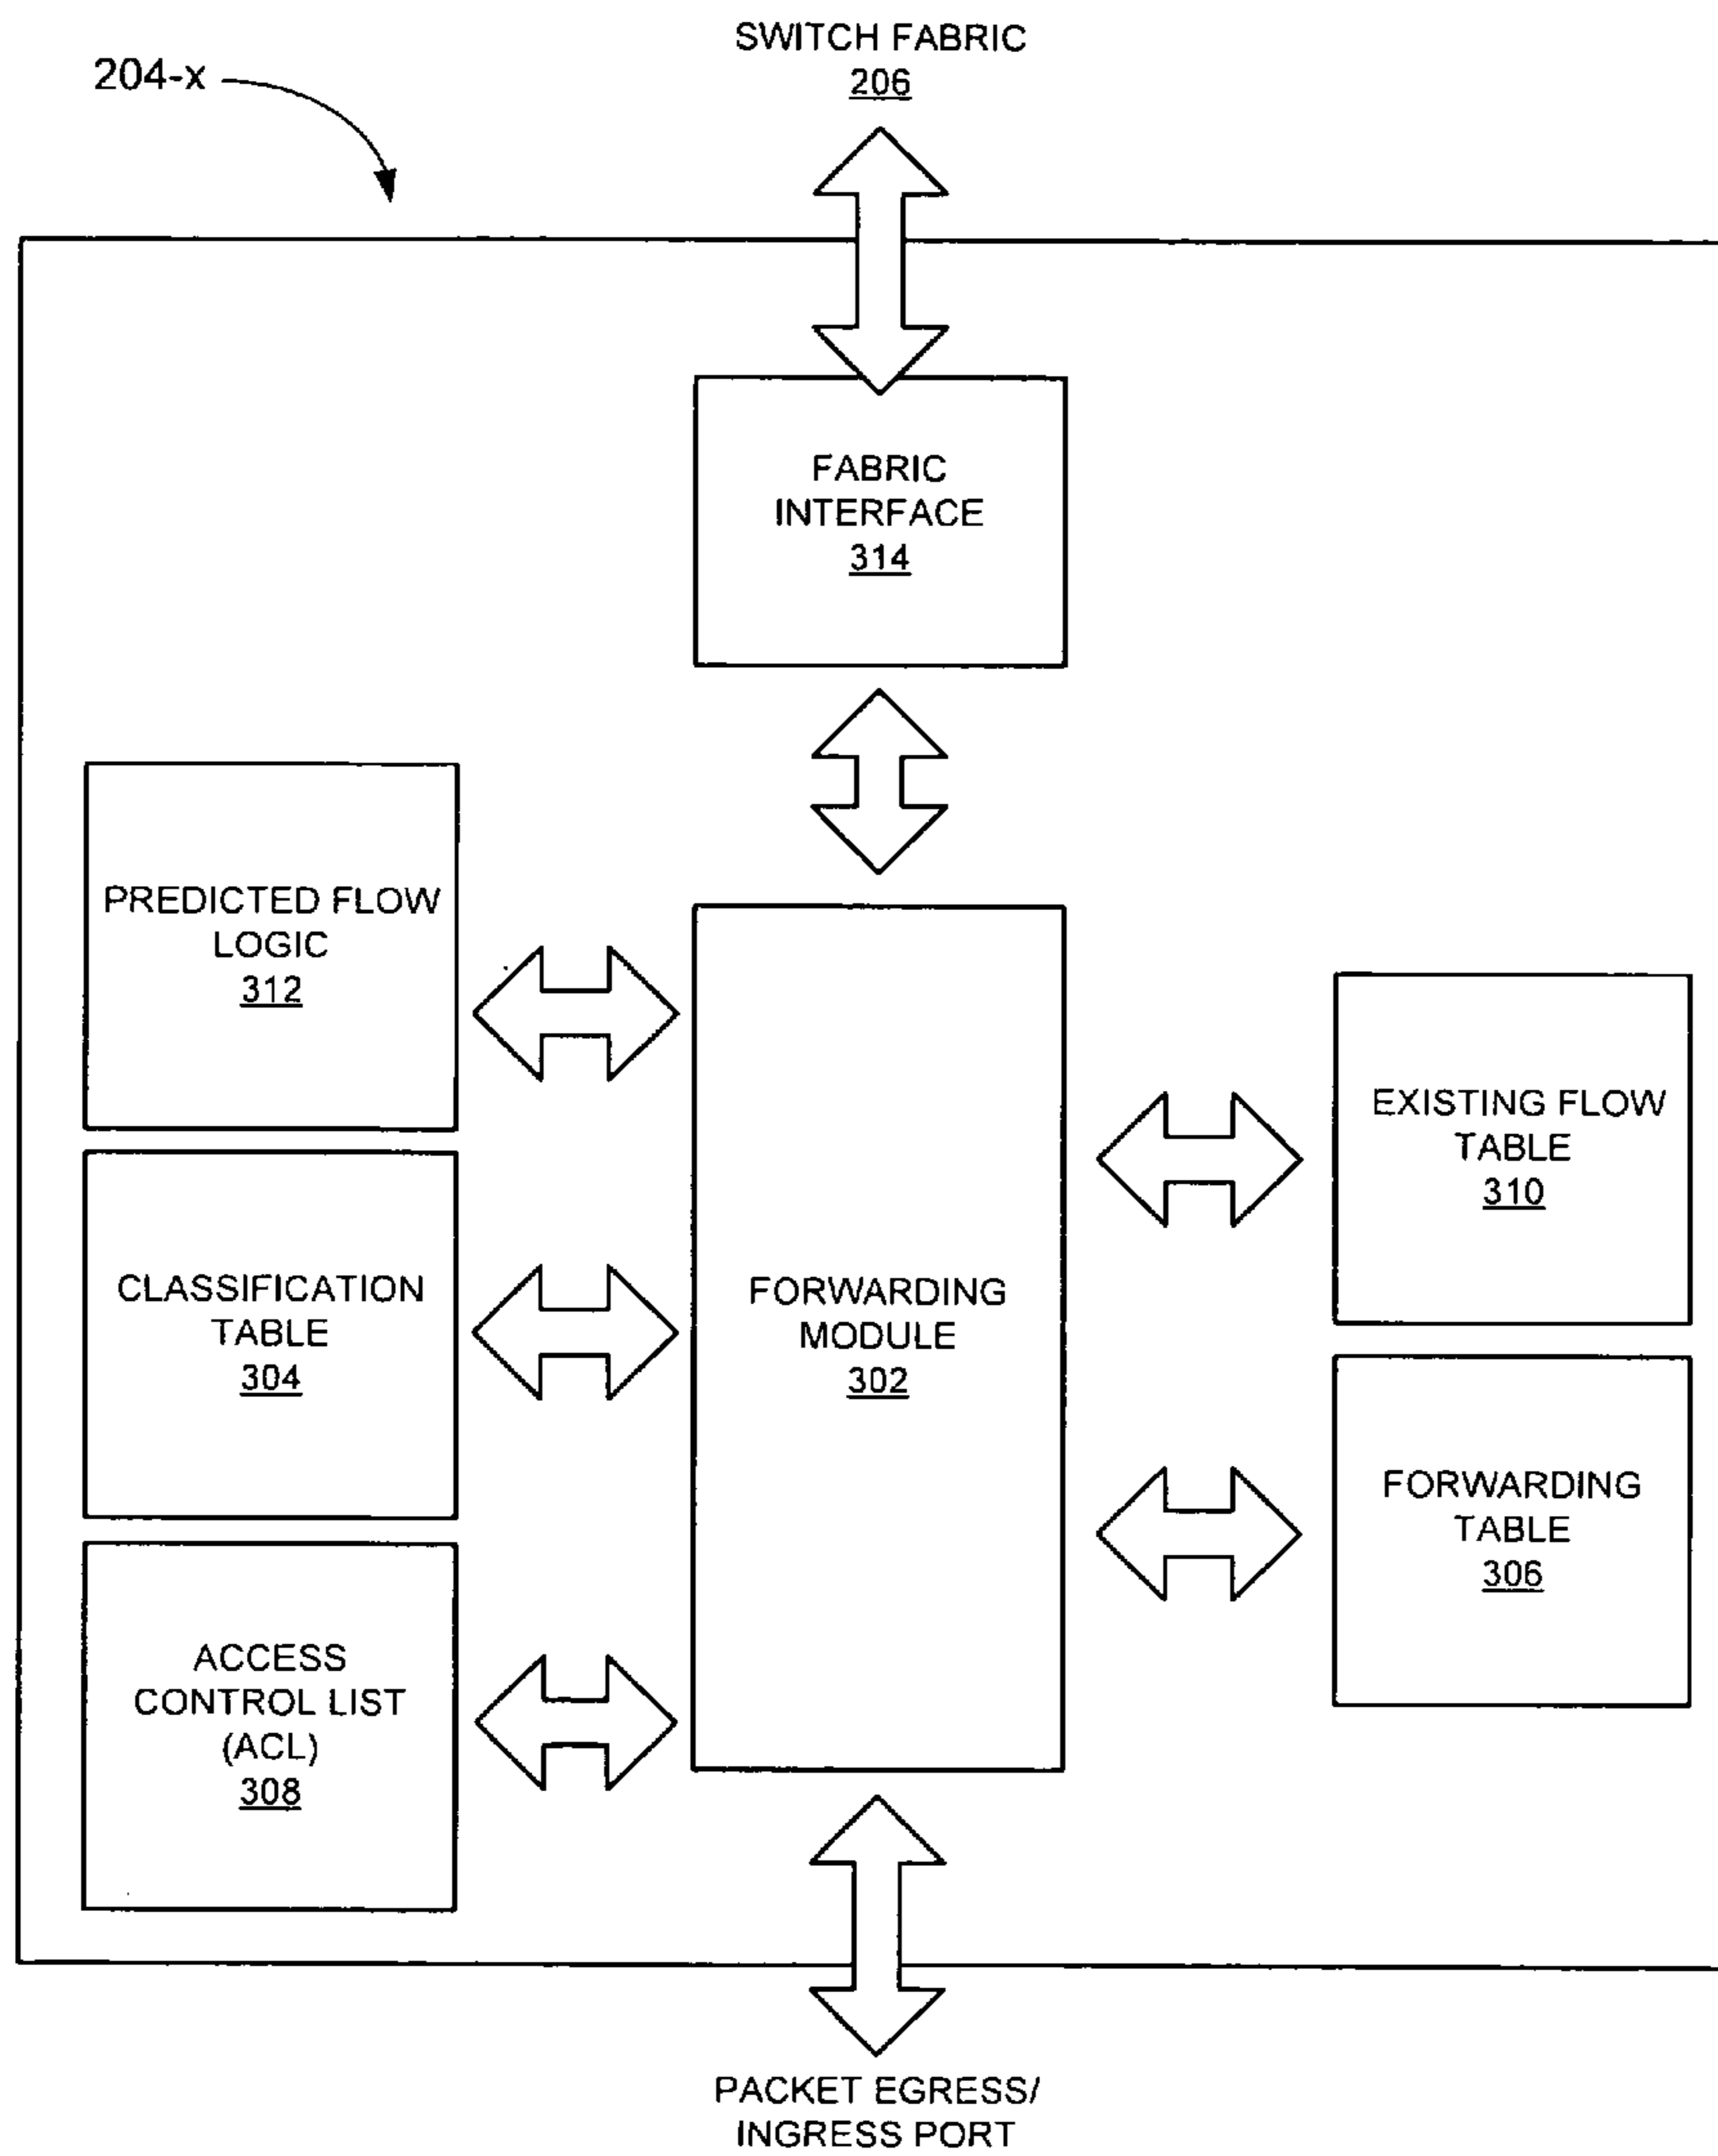 SWITCH FABRIC
206
204-x
FABRIC
INTERFACE
314
PREDICTED FLOW
LOGIC
312
CLASSIFICATION
TABLE
304
ACCESS
CONTROL LIST
(ACL)
308
FORWARDING
MODULE
302
EXISTING FLOW
TABLE
310
FORWARDING
TABLE
306
PACKET EGRESS/
INGRESS PORT